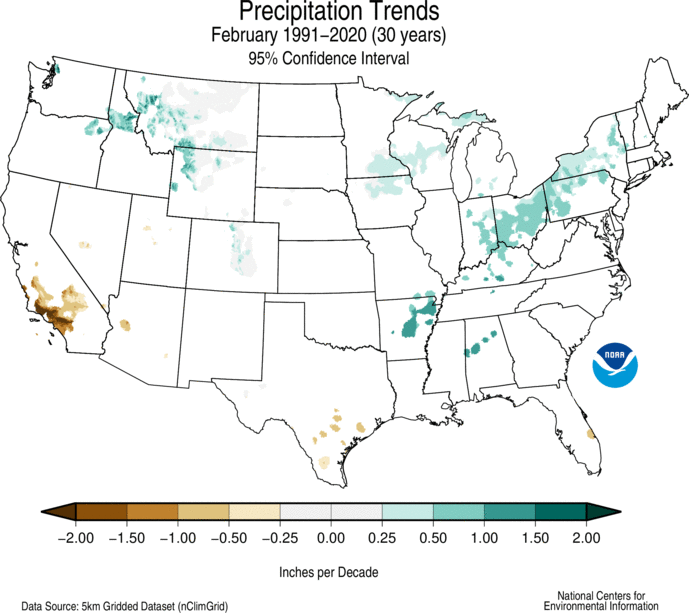 Precipitation Trends
February 1991−2020 (30 years)
95% Confidence Interval
NOAA
−2.00 −1.50 −1.00 −0.50 −0.25 0.00 0.25 0.50 1.00 1.50 2.00
Inches per Decade
National Centers for
Data Source: 5km Gridded Dataset (nClimGrid) Environmental Information